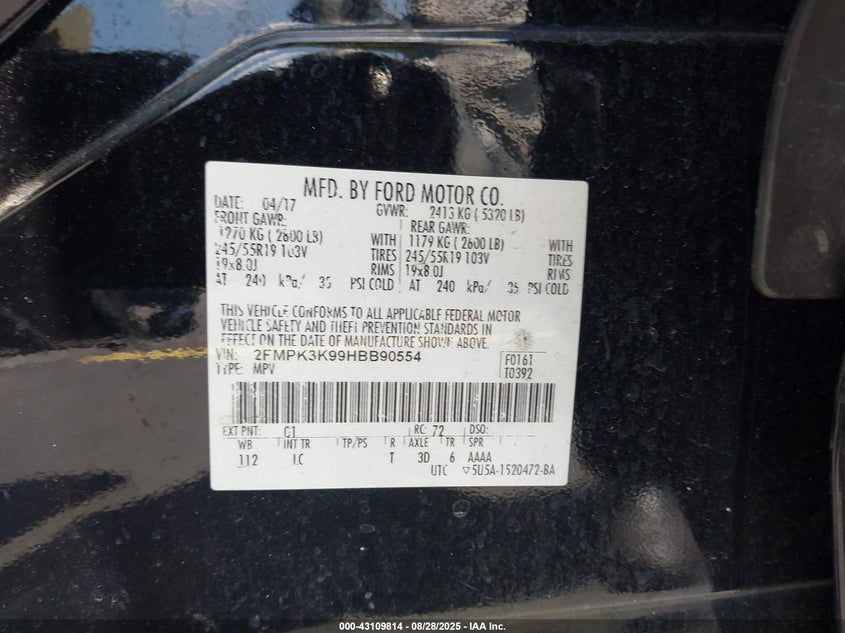 MFD. BY FORD MOTOR CO.
DATE: 04/17 GVWR: 2413 KG ( 5320 LB)
FRONT GAWR: REAR GAWR:
1270 KG ( 2800 LB) WITH 1179 KG ( 2600 LB) WITH
245/55R19 103V TIRES 245/55R19 103V TIRES
19x8.0J RIMS 19x8.0J RIMS
AT 240 kPa/ 35 PSI COLD AT 240 kPa/ 35 PSI COLD
THIS VEHICLE CONFORMS TO ALL APPLICABLE FEDERAL MOTOR
VEHICLE SAFETY AND THEFT PREVENTION STANDARDS IN
EFFECT ON THE DATE OF MANUFACTURE SHOWN ABOVE.
VIN: 2FMPK3K99HBB90554 F0161
TYPE: MPV T0392
EXT PNT: G1 RC: 72 DSO:
WB INT TR TP/PS R AXLE TR SPR
112 LC T 3D 6 AAAA
UTC ▽5U5A-1520472-BA
000-43109814 - 08/28/2025 - IAA Inc.